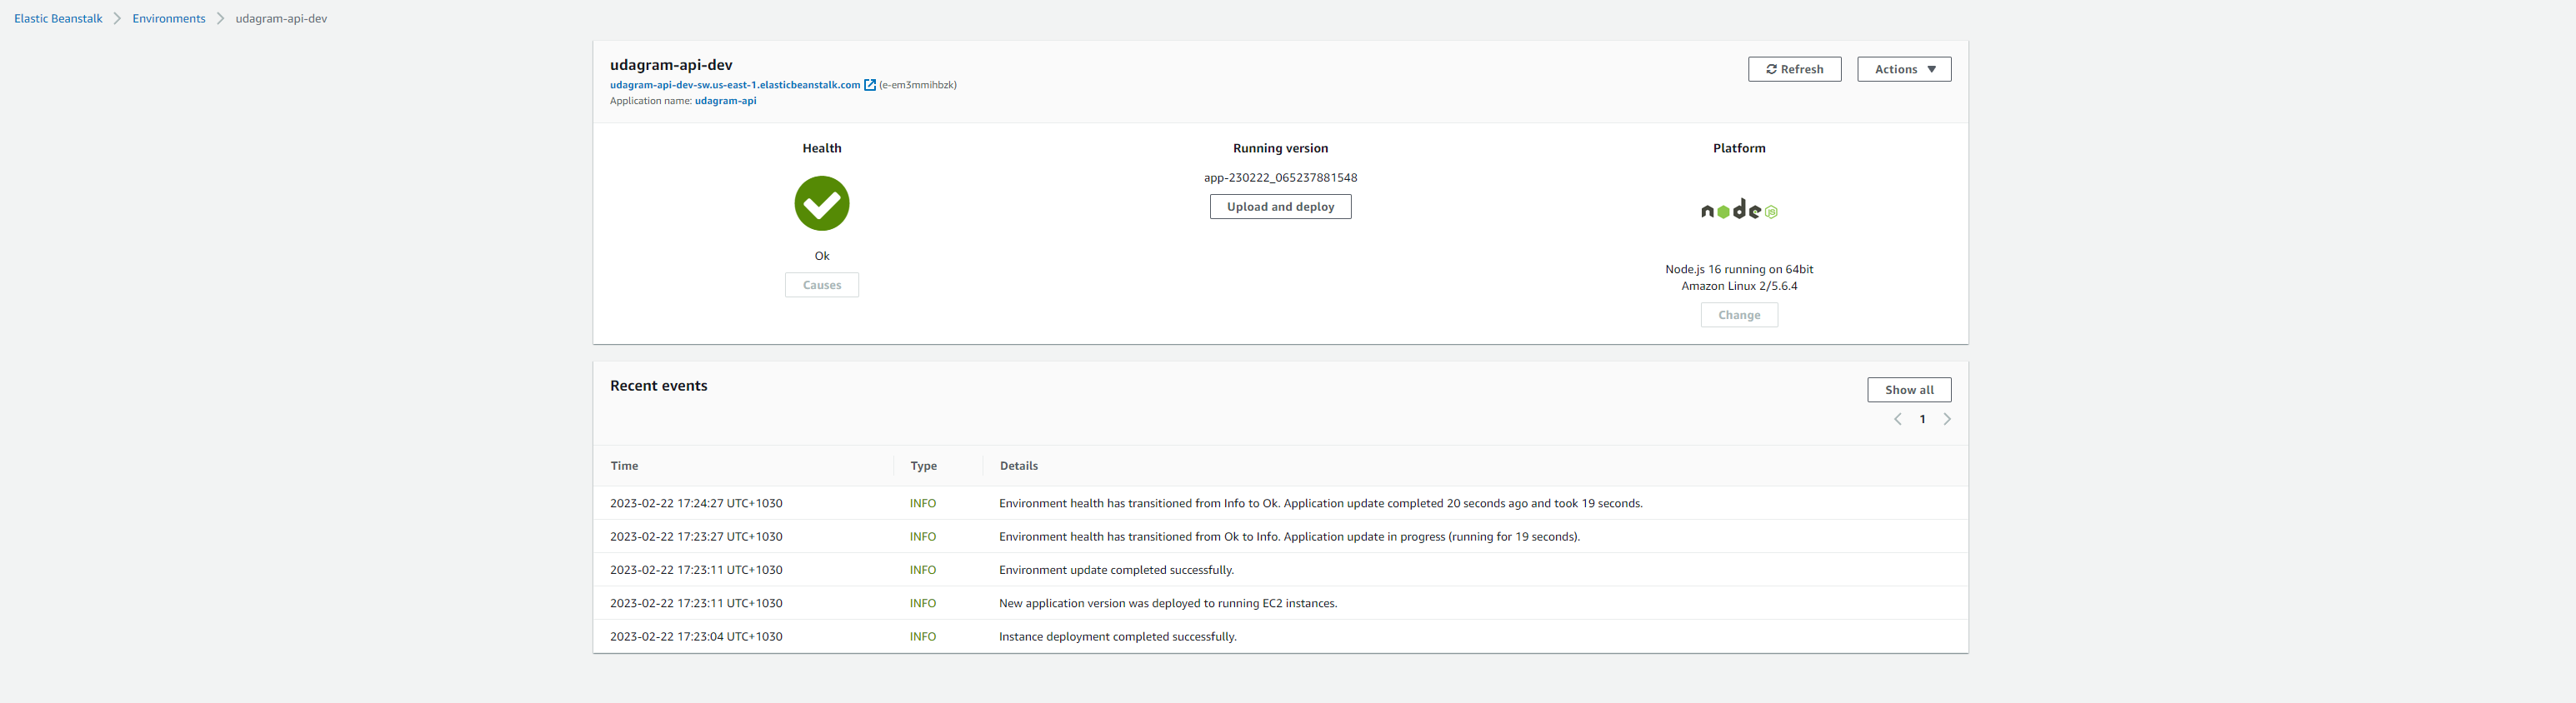 Elastic Beanstalk > Environments > udagram-api-dev
udagram-api-dev
udagram-api-dev-sw.us-east-1.elasticbeanstalk.com (e-em3mmihbzk)
Application name: udagram-api
Refresh
Actions
Health
Running version
Platform
app-230222_065237881548
Upload and deploy
node JS
Ok
Causes
Node.js 16 running on 64bit
Amazon Linux 2/5.6.4
Change
Recent events
Show all
1
Time Type Details
2023-02-22 17:24:27 UTC+1030 INFO Environment health has transitioned from Info to Ok. Application update completed 20 seconds ago and took 19 seconds.
2023-02-22 17:23:27 UTC+1030 INFO Environment health has transitioned from Ok to Info. Application update in progress (running for 19 seconds).
2023-02-22 17:23:11 UTC+1030 INFO Environment update completed successfully.
2023-02-22 17:23:11 UTC+1030 INFO New application version was deployed to running EC2 instances.
2023-02-22 17:23:04 UTC+1030 INFO Instance deployment completed successfully.